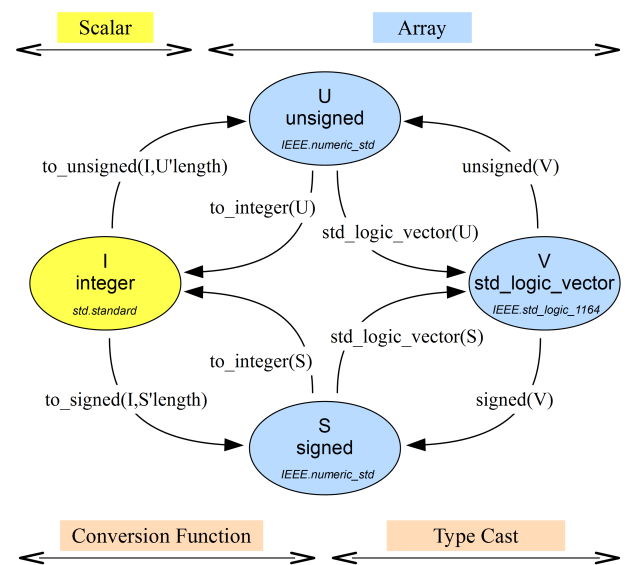 Scalar
Array
U
unsigned
IEEE.numeric_std
to_unsigned(I,U'length)
unsigned(V)
to_integer(U)
std_logic_vector(U)
I
integer
std.standard
V
std_logic_vector
IEEE.std_logic_1164
std_logic_vector(S)
to_integer(S)
to_signed(I,S'length)
signed(V)
S
signed
IEEE.numeric_std
Conversion Function
Type Cast